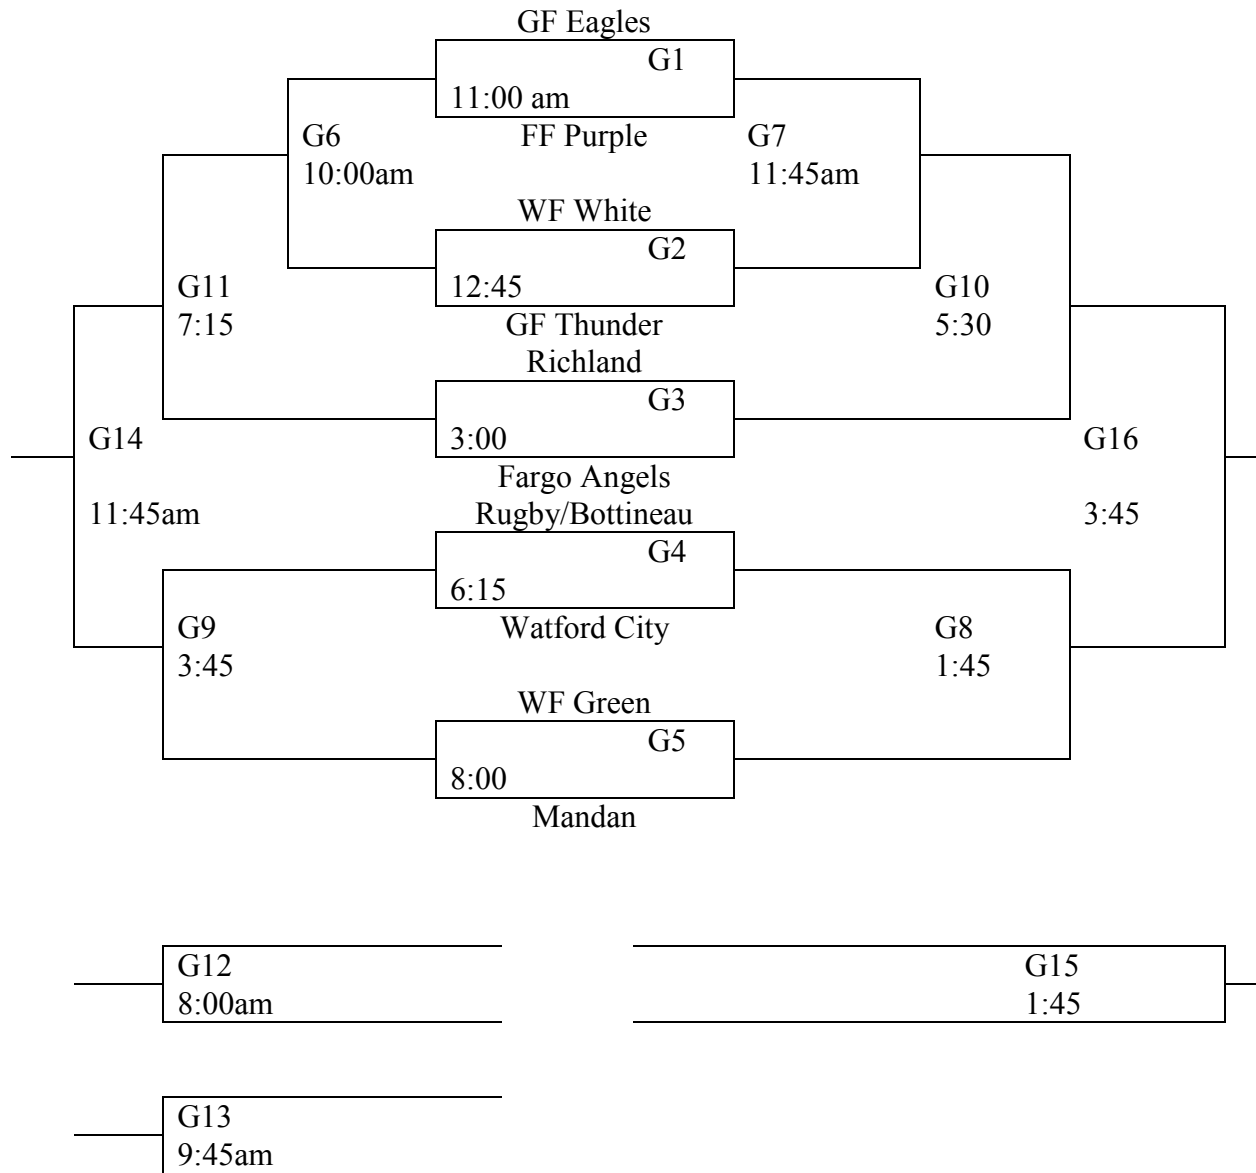 GF Eagles
G1
11:00 am
G6
FF Purple
G7
10:00am
11:45am
WF White
G2
G11
12:45
G10
7:15
GF Thunder
5:30
Richland
G3
G14
3:00
G16
Fargo Angels
11:45am
Rugby/Bottineau
3:45
G4
6:15
G9
Watford City
G8
3:45
1:45
WF Green
G5
8:00
Mandan
G12
G15
8:00am
1:45
G13
9:45am